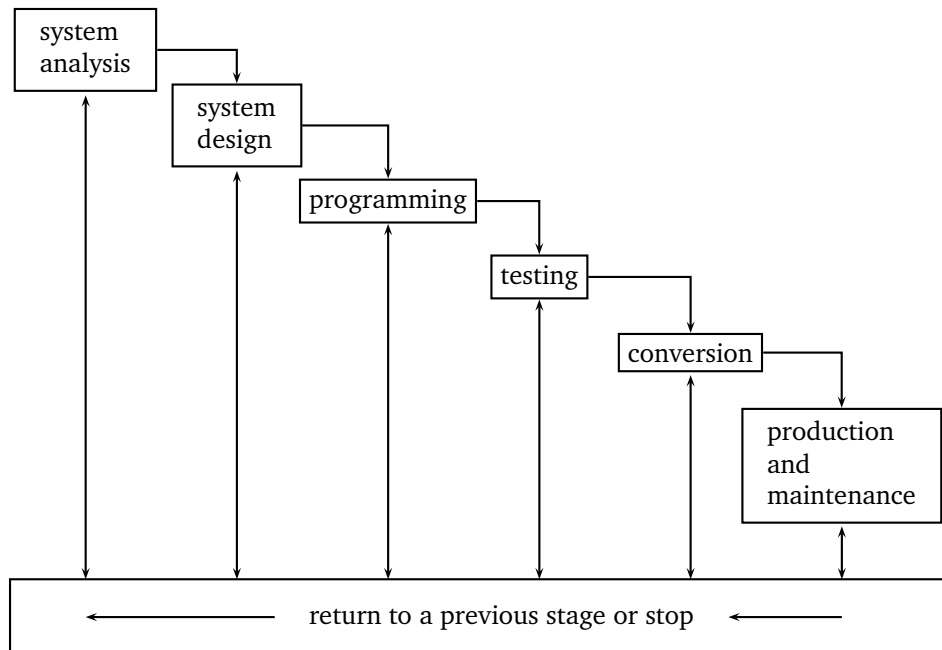 system
analysis
system
design
programming
testing
conversion
production
and
maintenance
return to a previous stage or stop